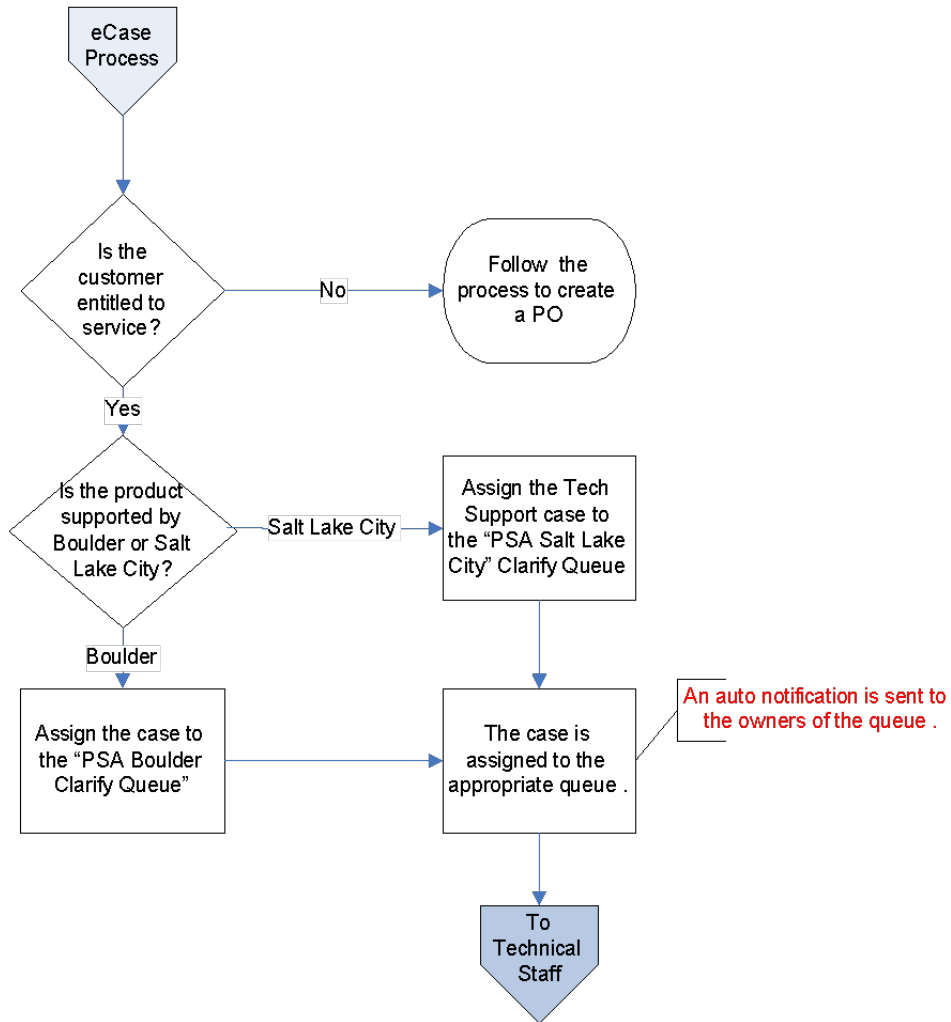 eCase
Process
Is the
customer
entitled to
service?
No
Follow the
process to create
a PO
Yes
Is the product
supported by
Boulder or Salt
Lake City?
Salt Lake City
Assign the Tech
Support case to
the “PSA Salt Lake
City” Clarify Queue
Boulder
Assign the case to
the “PSA Boulder
Clarify Queue”
The case is
assigned to the
appropriate queue .
An auto notification is sent to
the owners of the queue .
To
Technical
Staff